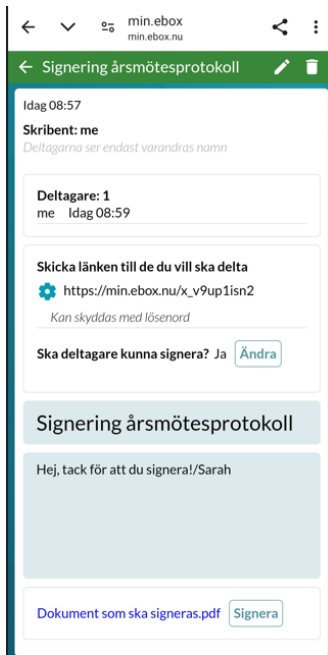 min.ebox
min.ebox.nu
Signering årsmötesprotokoll
Idag 08:57
Skribent: me
Deltagarna ser endast varandras namn
Deltagare: 1
me Idag 08:59
Skicka länken till de du vill ska delta
https://min.ebox.nu/x_v9up1isn2
Kan skyddas med lösenord
Ska deltagare kunna signera? Ja Ändra
Signering årsmötesprotokoll
Hej, tack för att du signera!/Sarah
Dokument som ska signeras.pdf Signera